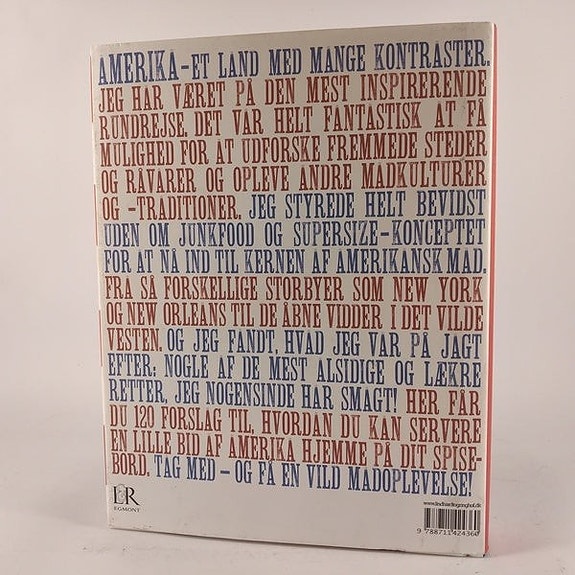 AMERIKA – ET LAND MED MANGE KONTRASTER.
JEG HAR VÆRET PÅ DEN MEST INSPIRERENDE
RUNDREJSE. DET VAR HELT FANTASTISK AT FÅ
MULIGHED FOR AT UDFORSKE FREMMEDE STEDER
OG RÅVARER OG OPLEVE ANDRE MADKULTURER
OG -TRADITIONER. JEG STYREDE HELT BEVIDST
UDEN OM JUNKFOOD OG SUPERSIZE-KONCEPTET
FOR AT NÅ IND TIL KERNEN AF AMERIKANSK MAD.
FRA SÅ FORSKELLIGE STORBYER SOM NEW YORK
OG NEW ORLEANS TIL DE ÅBNE VIDDER I DET VILDE
VESTEN. OG JEG FANDT, HVAD JEG VAR PÅ JAGT
EFTER: NOGLE AF DE MEST ALSIDIGE OG LÆKRE
RETTER, JEG NOGENSINDE HAR SMAGT! HER FÅR
DU 120 FORSLAG TIL, HVORDAN DU KAN SERVERE
EN LILLE BID AF AMERIKA HJEMME PÅ DIT SPISE-
BORD. TAG MED – OG FÅ EN VILD MADOPLEVELSE!
L&R
EGMONT
www.lindhardtogringhof.dk
9 788711 424360